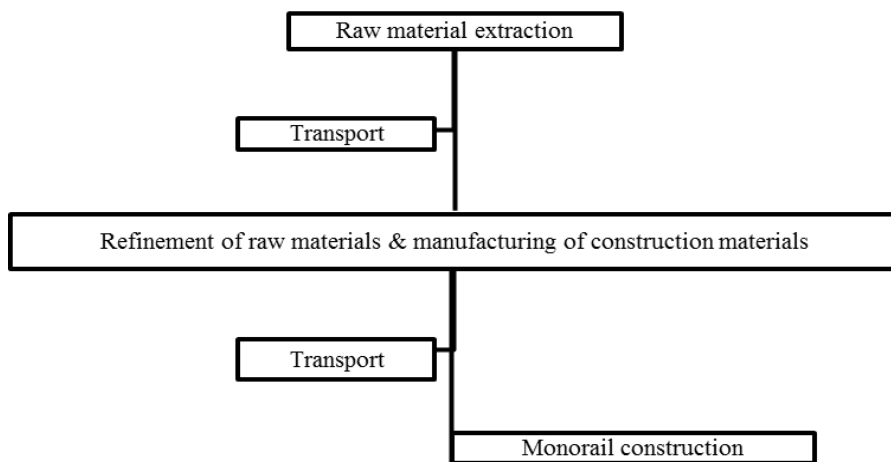 Raw material extraction
Transport
Refinement of raw materials & manufacturing of construction materials
Transport
Monorail construction